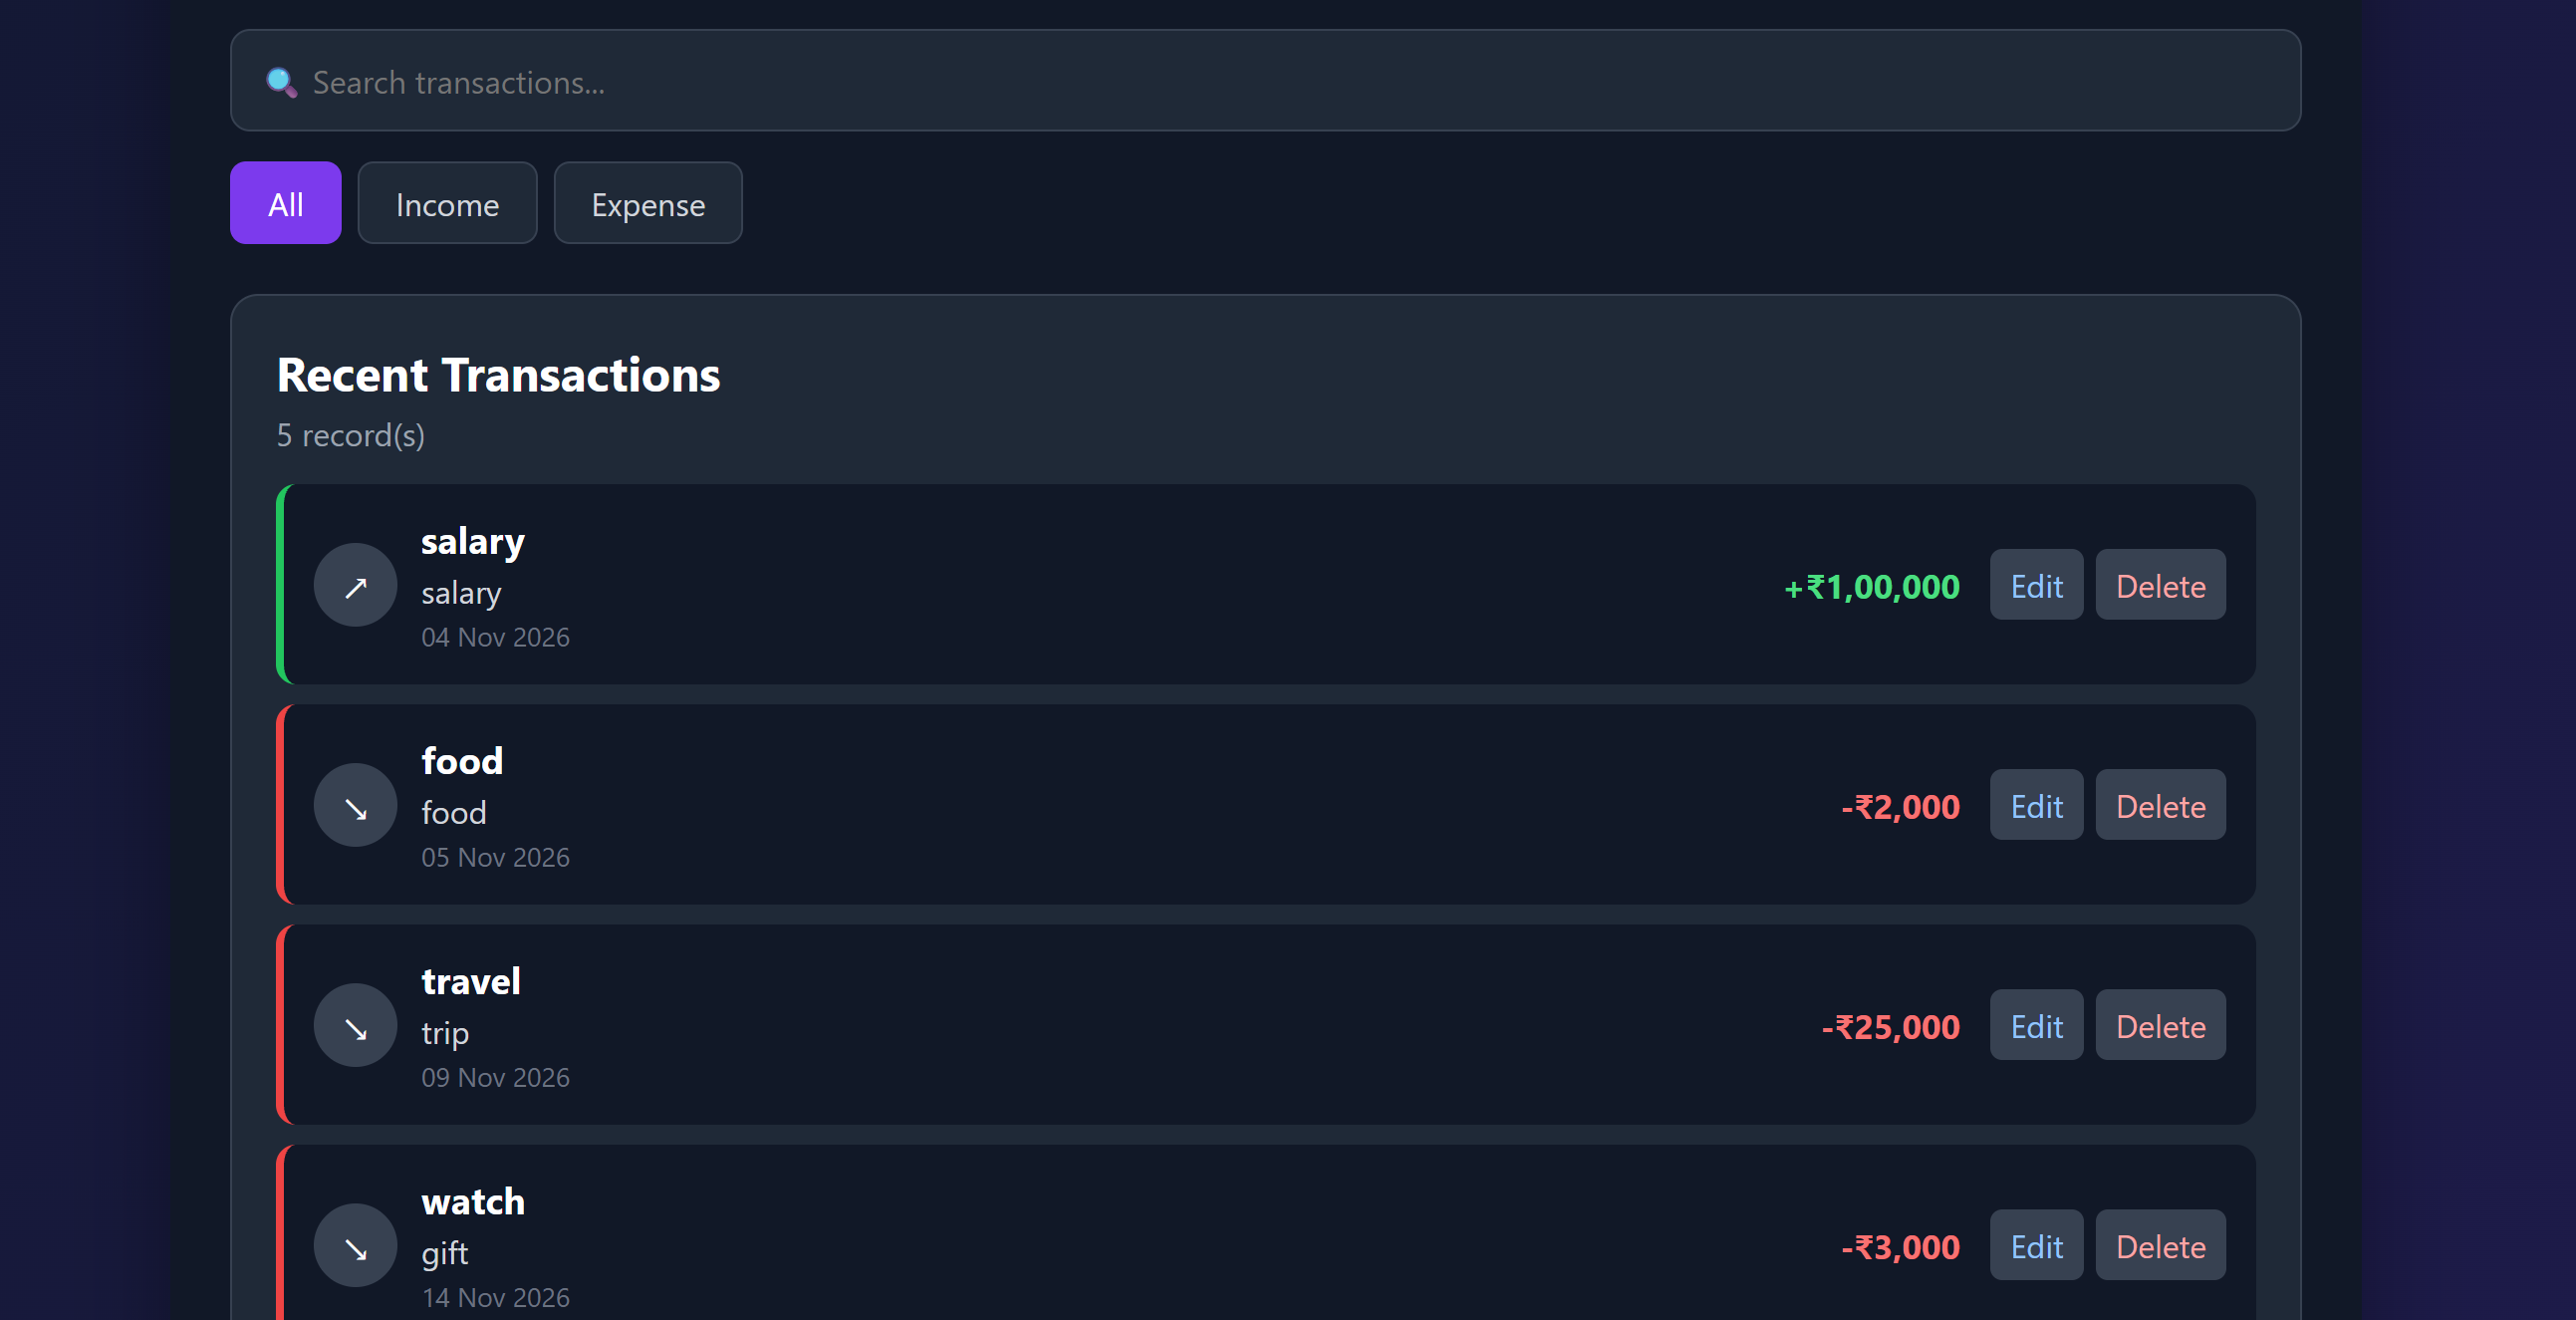 🔍 Search transactions...
All Income Expense
Recent Transactions
5 record(s)
salary
salary
04 Nov 2026
+₹1,00,000 Edit Delete
food
food
05 Nov 2026
-₹2,000 Edit Delete
travel
trip
09 Nov 2026
-₹25,000 Edit Delete
watch
gift
14 Nov 2026
-₹3,000 Edit Delete